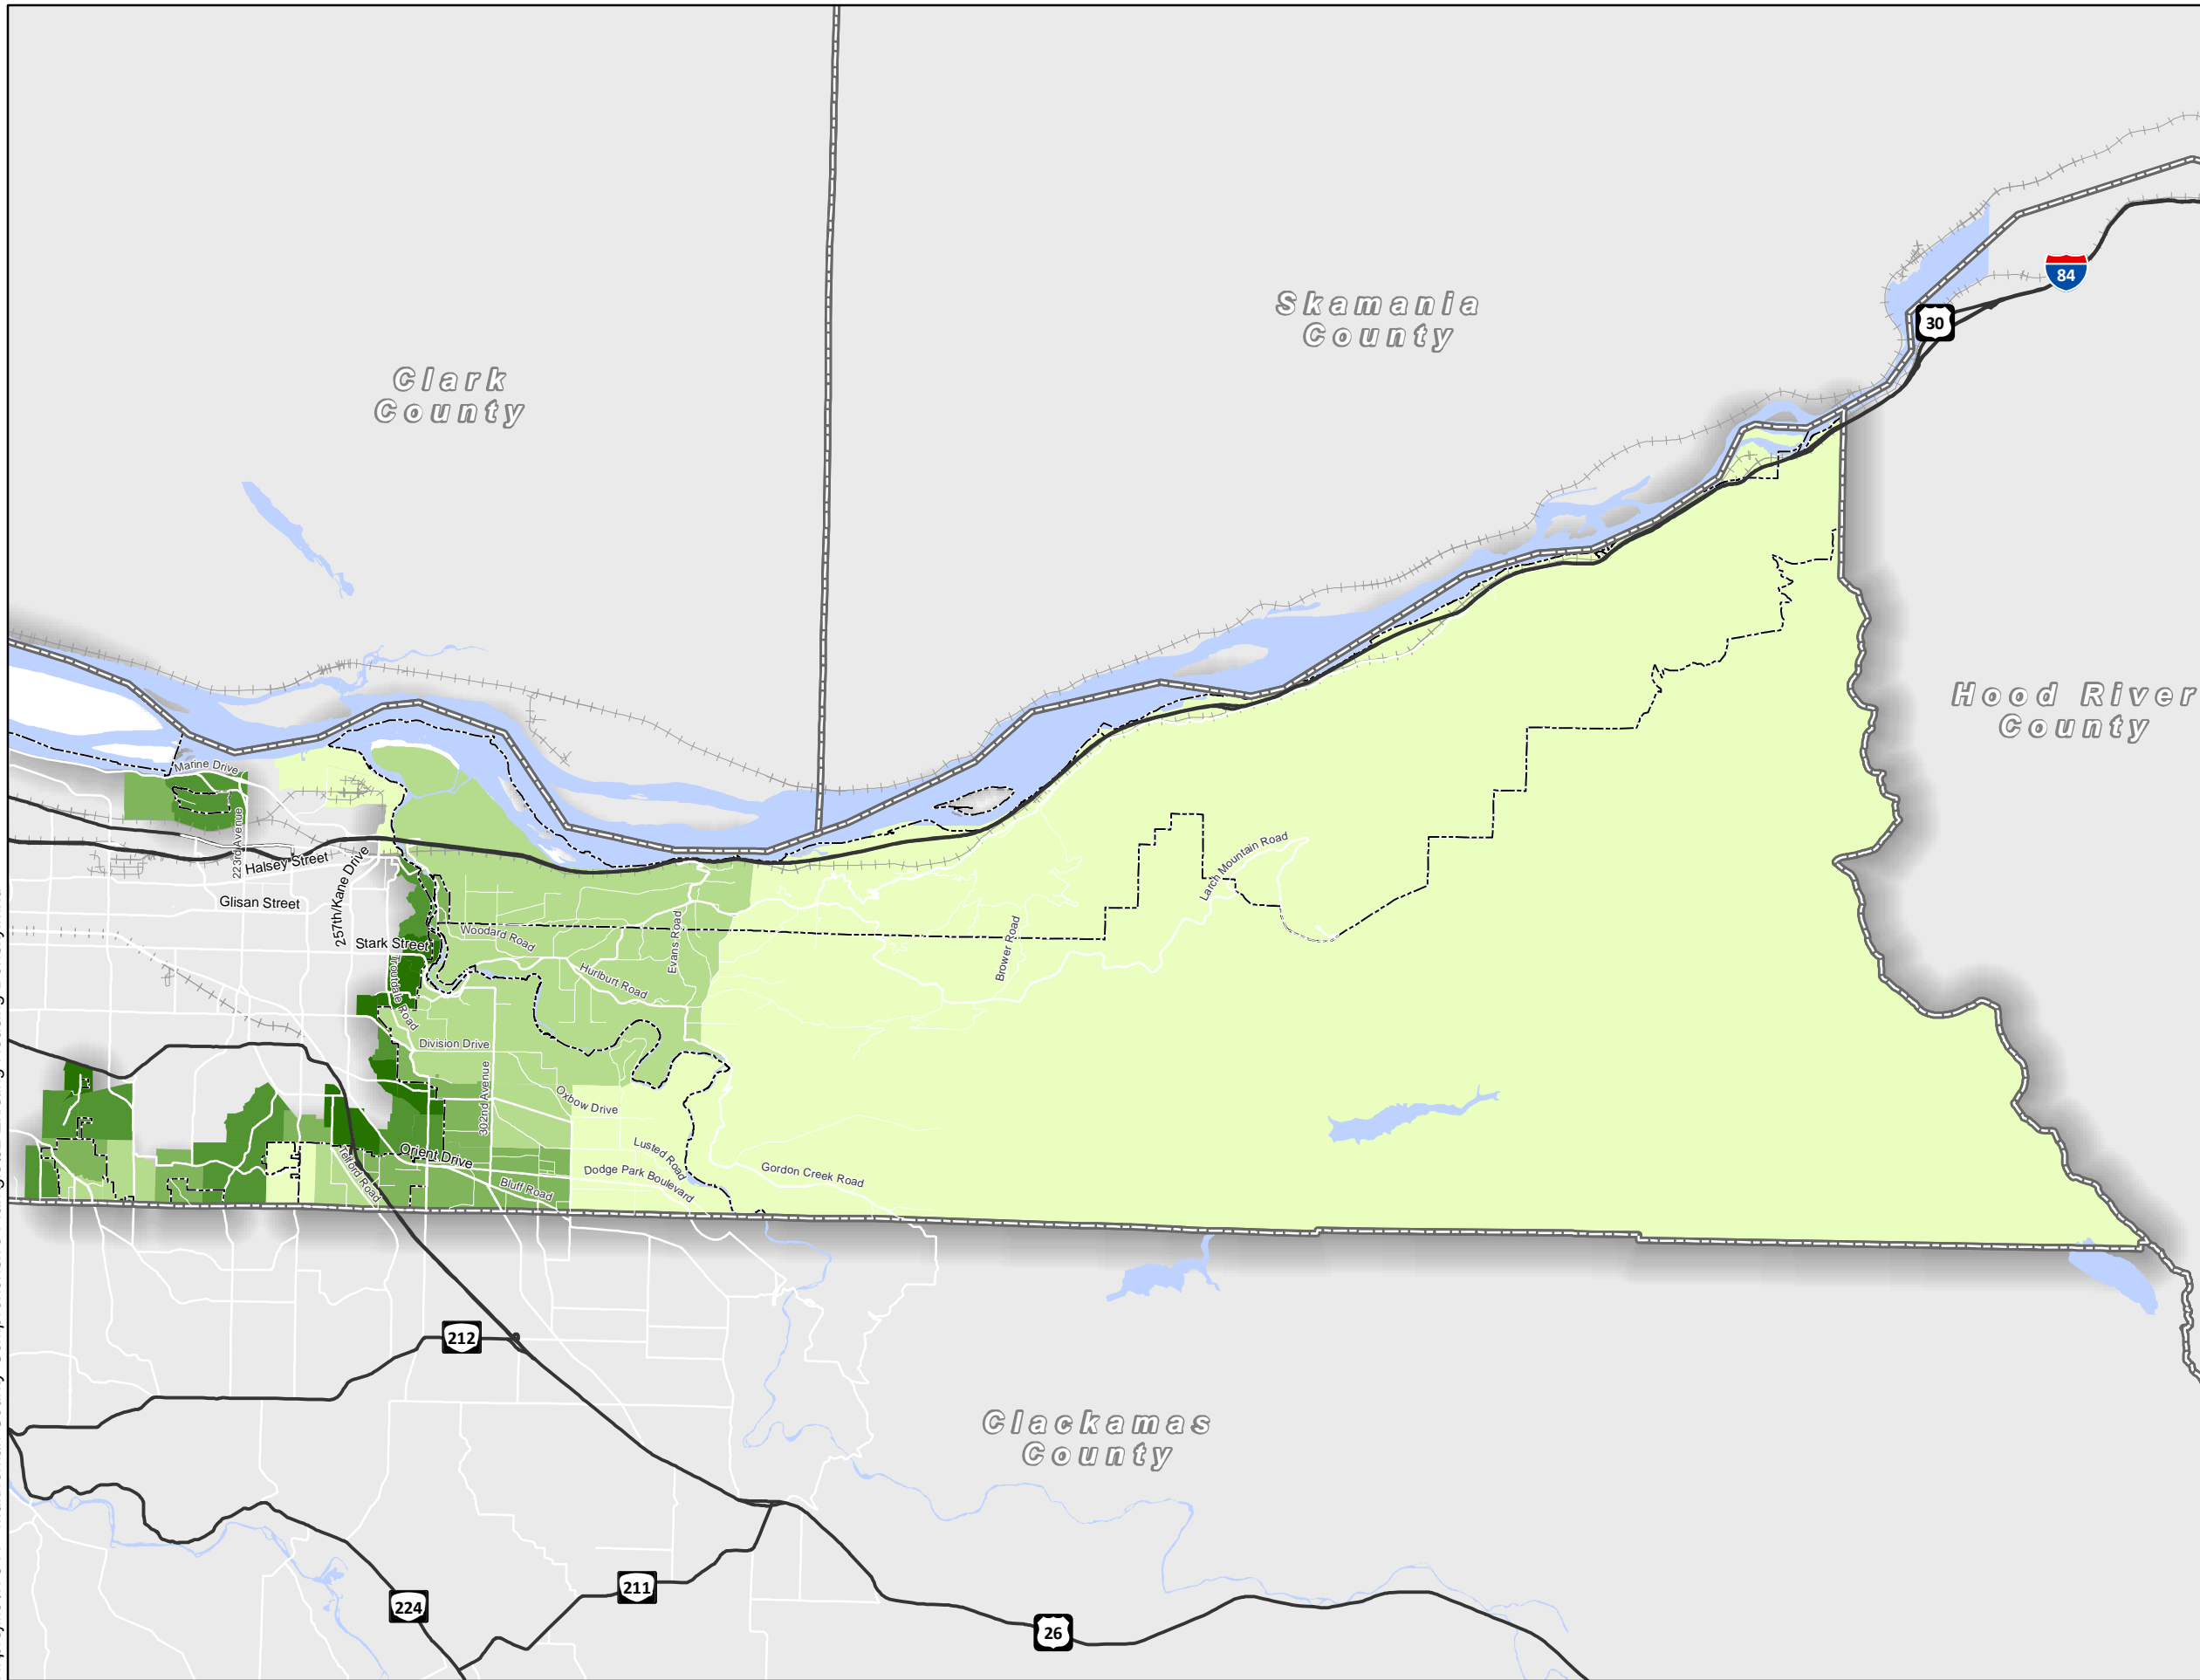 Skamania
County
84
30
Clark
County
Hood River
County
Marine Drive
223rd Avenue
Halsey Street
257th/Kane Drive
Glisan Street
Larch Mountain Road
Stark Street
Woodard Road
Evans Road
Brower Road
Troutdale Road
Hurlburt Road
Division Drive
302nd Avenue
Oxbow Drive
Orient Drive
Telford Road
Lusted Road
Dodge Park Boulevard
Gordon Creek Road
Bluff Road
212
Clackamas
County
211
224
26